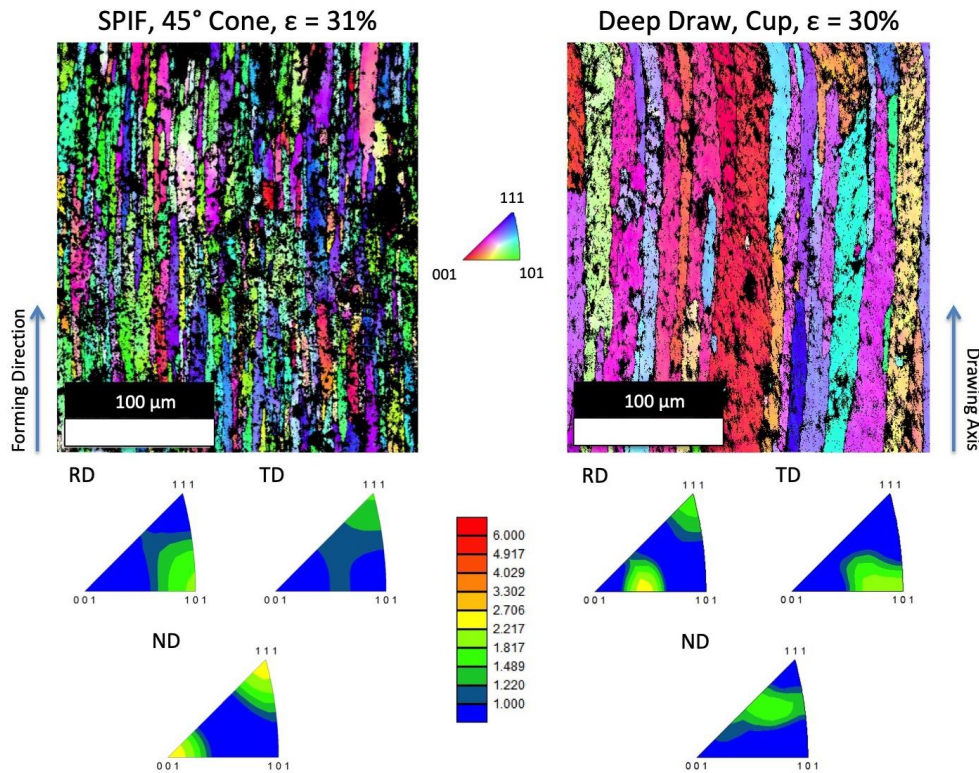 SPIF, 45° Cone, ε = 31%
Deep Draw, Cup, ε = 30%
111
001
101
Forming Direction
100 µm
100 µm
Drawing Axis
RD
111
001
101
TD
111
001
101
ND
111
001
101
6.000
4.917
4.029
3.302
2.706
2.217
1.817
1.489
1.220
1.000
RD
111
001
101
TD
111
001
101
ND
111
001
101